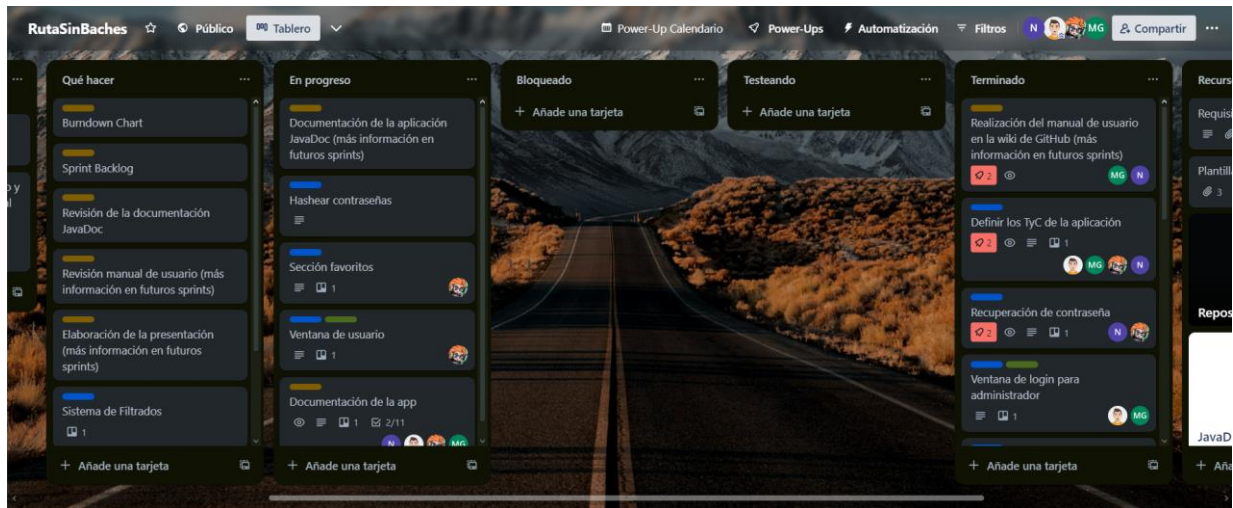 RutaSinBaches
Público
Tablero
Power-Up Calendario
Power-Ups
Automatización
Filtros
N
MG
Compartir
Qué hacer
Burndown Chart
Sprint Backlog
Revisión de la documentación
JavaDoc
Revisión manual de usuario (más
información en futuros sprints)
Elaboración de la presentación
(más información en futuros
sprints)
Sistema de Filtrados
1
+ Añade una tarjeta
En progreso
Documentación de la aplicación
JavaDoc (más información en
futuros sprints)
Hashear contraseñas
Sección favoritos
1
Ventana de usuario
1
Documentación de la app
1 2/11
N MG
+ Añade una tarjeta
Bloqueado
+ Añade una tarjeta
Testeando
+ Añade una tarjeta
Terminado
Realización del manual de usuario
en la wiki de GitHub (más
información en futuros sprints)
2 MG N
Definir los TyC de la aplicación
2 1
MG N
Recuperación de contraseña
2 1 N
Ventana de login para
administrador
1 MG
+ Añade una tarjeta
Recurs
Requisi
Plantill
3
Repos
JavaD
+ Aña